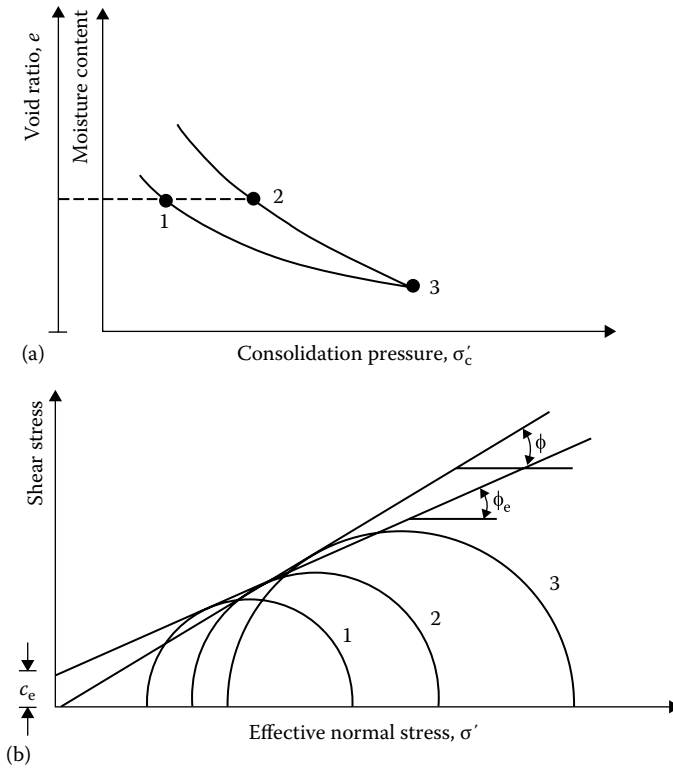 Void ratio, e
Moisture content
1
2
3
(a)
Consolidation pressure, σ′c
Shear stress
ϕ
ϕe
3
2
1
ce
Effective normal stress, σ′
(b)